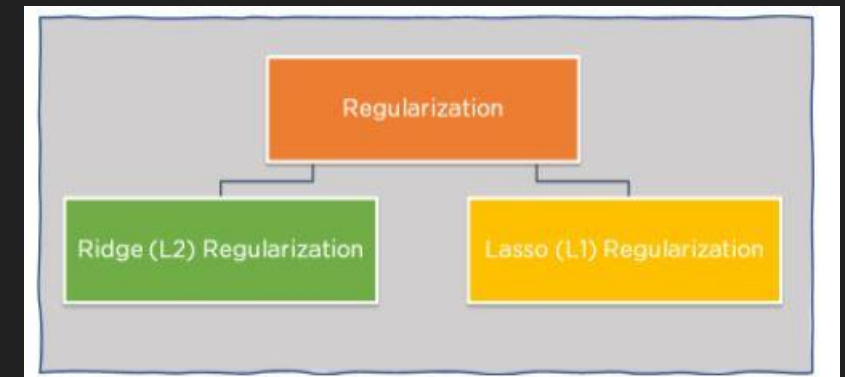 Regularization
Ridge (L2) Regularization
Lasso (L1) Regularization